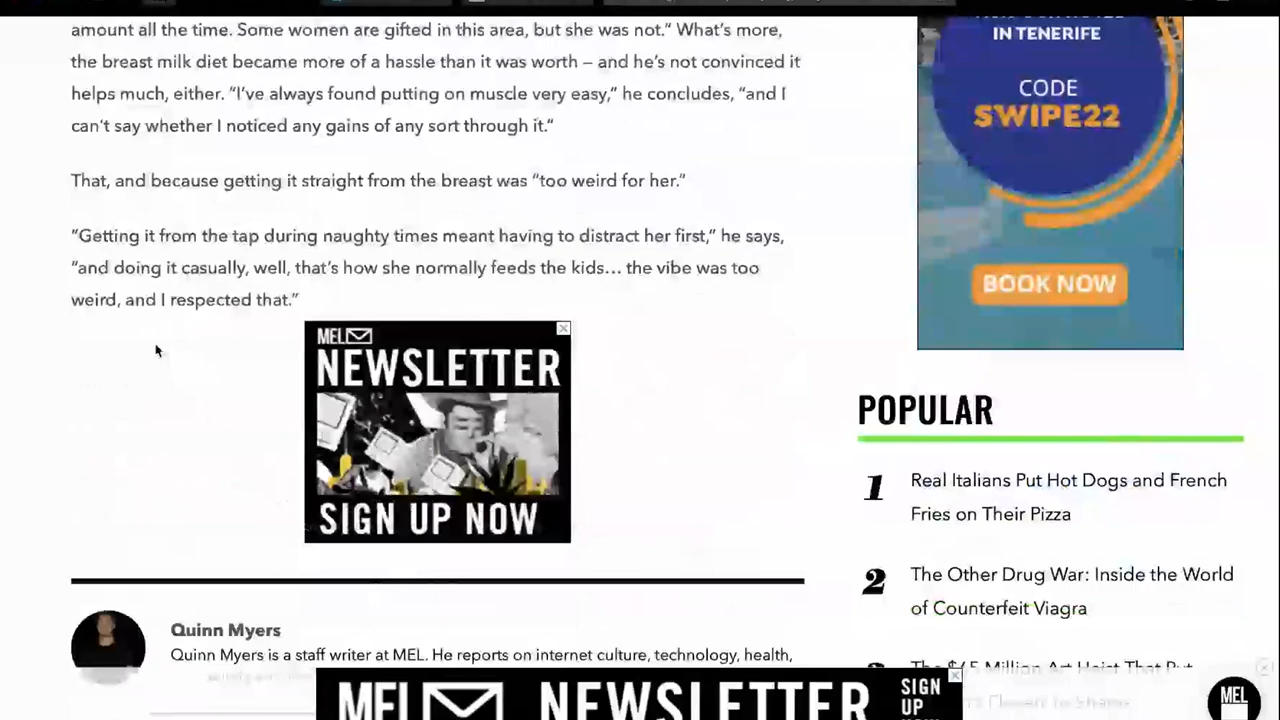 amount all the time. Some women are gifted in this area, but she was not.” What’s more,
the breast milk diet became more of a hassle than it was worth — and he’s not convinced it
helps much, either. “I’ve always found putting on muscle very easy,” he concludes, “and I
can’t say whether I noticed any gains of any sort through it.”
That, and because getting it straight from the breast was “too weird for her.”
“Getting it from the tap during naughty times meant having to distract her first,” he says,
“and doing it casually, well, that’s how she normally feeds the kids… the vibe was too
weird, and I respected that.”
MEL
NEWSLETTER
SIGN UP NOW
Quinn Myers
Quinn Myers is a staff writer at MEL. He reports on internet culture, technology, health,
IN TENERIFE
CODE
SWIPE22
BOOK NOW
POPULAR
1
Real Italians Put Hot Dogs and French
Fries on Their Pizza
2
The Other Drug War: Inside the World
of Counterfeit Viagra
MEL NEWSLETTER
SIGN
UP
MEL